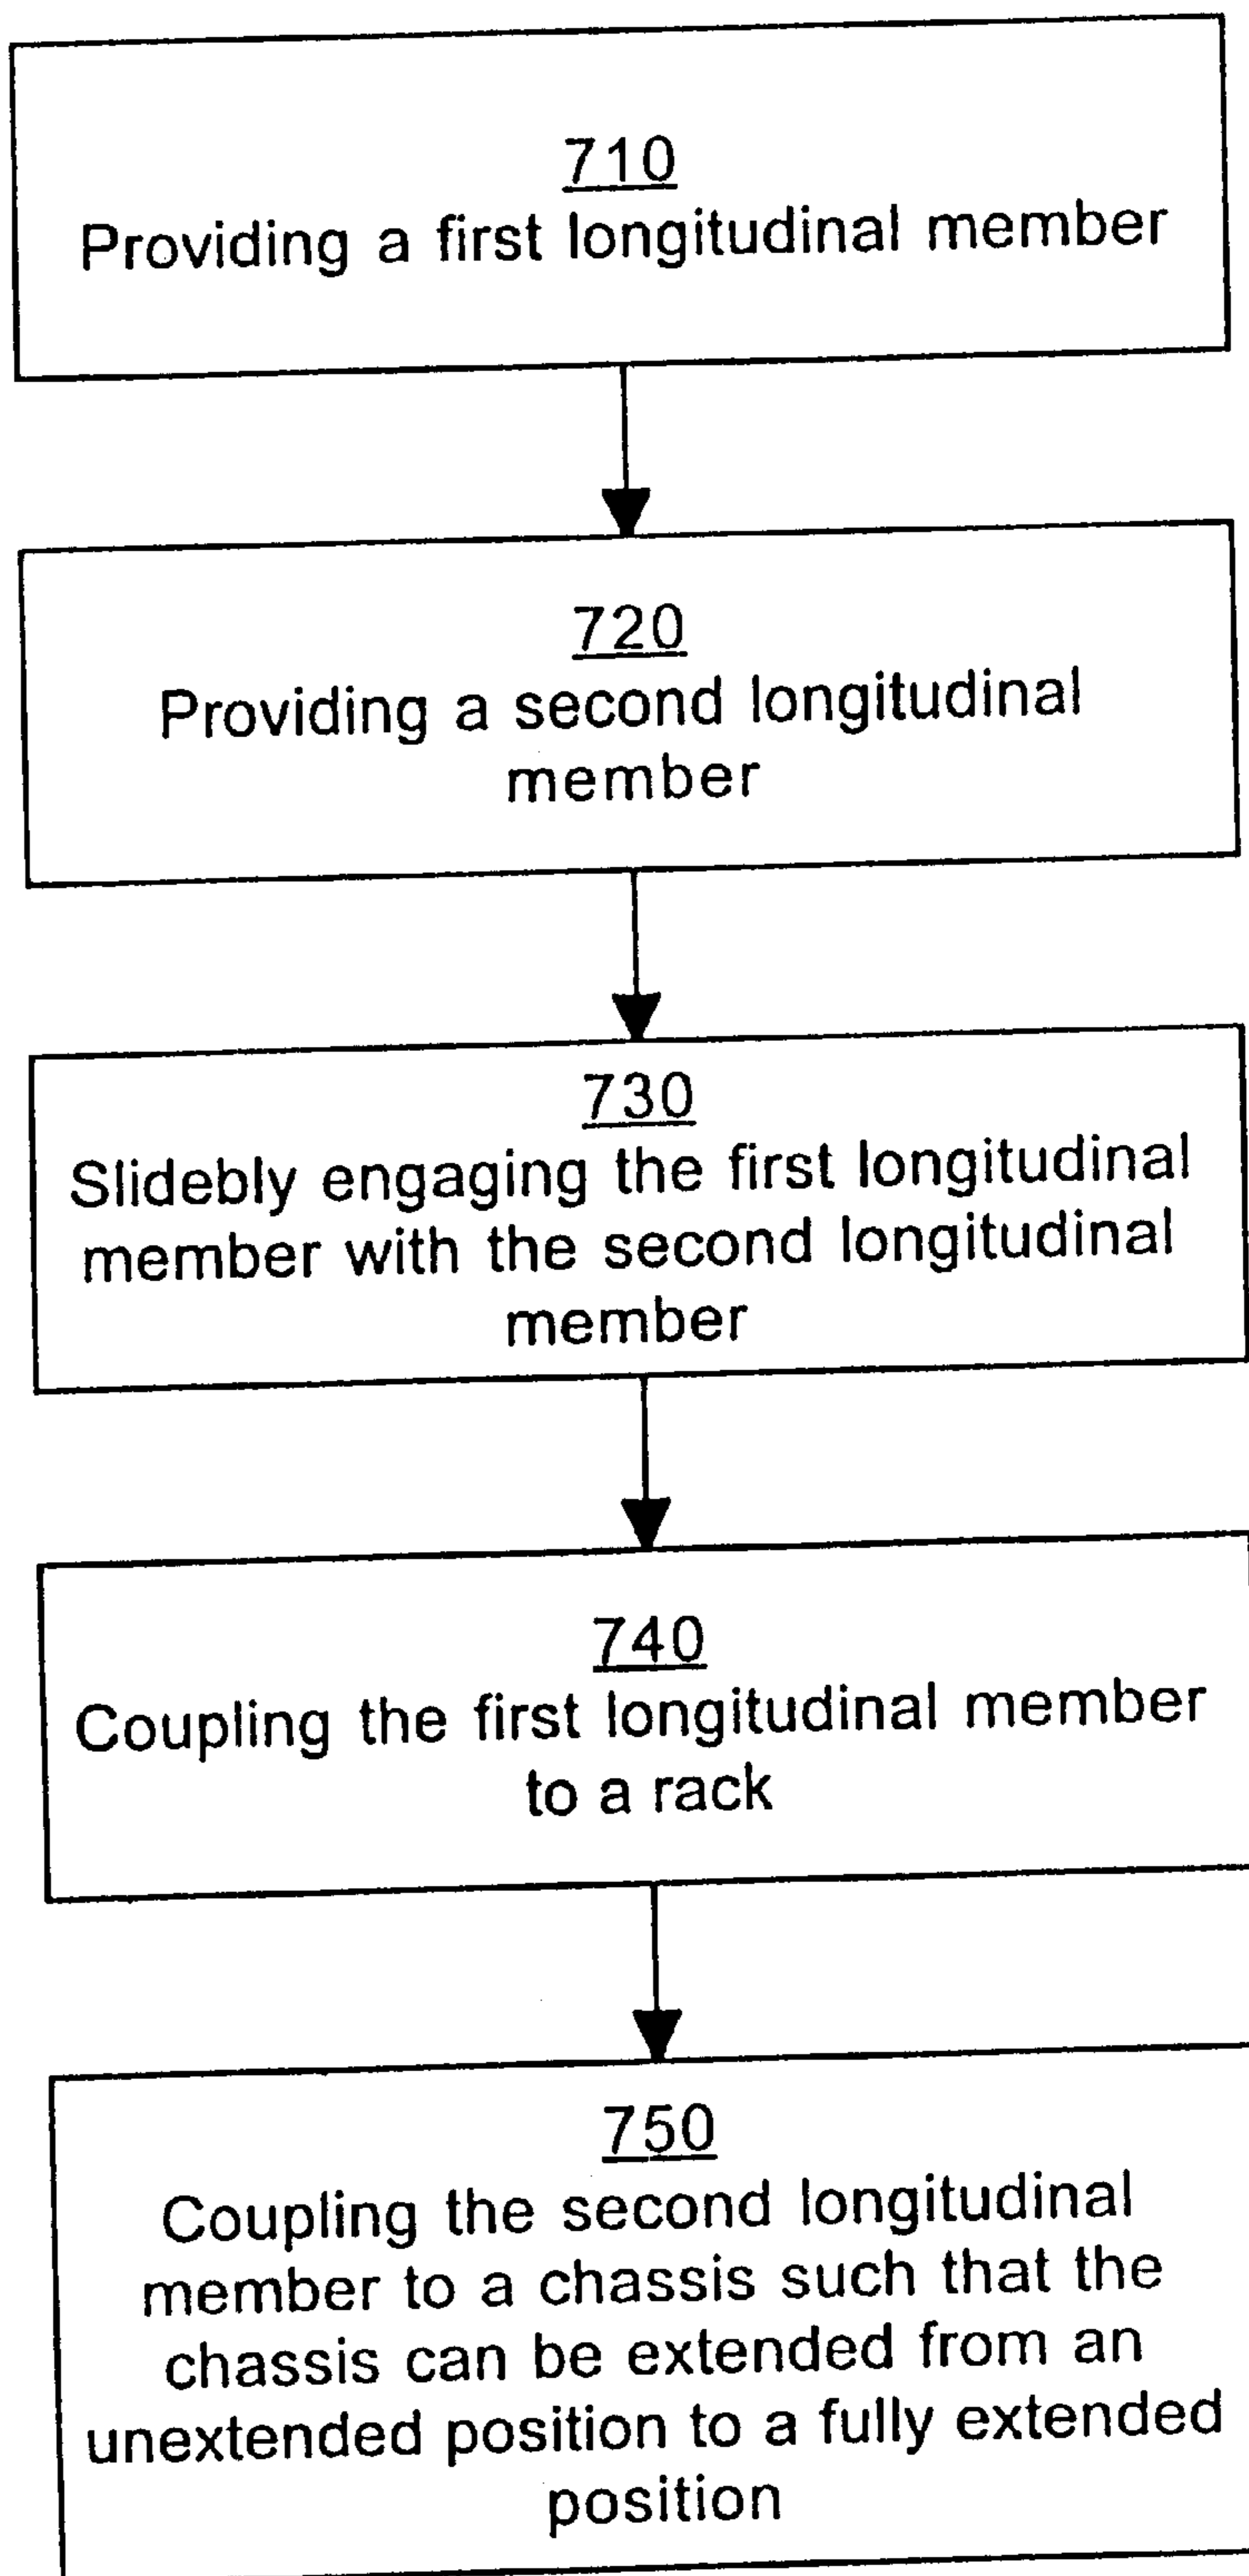 710
Providing a first longitudinal member
720
Providing a second longitudinal
member
730
Slidebly engaging the first longitudinal
member with the second longitudinal
member
740
Coupling the first longitudinal member
to a rack
750
Coupling the second longitudinal
member to a chassis such that the
chassis can be extended from an
unextended position to a fully extended
position